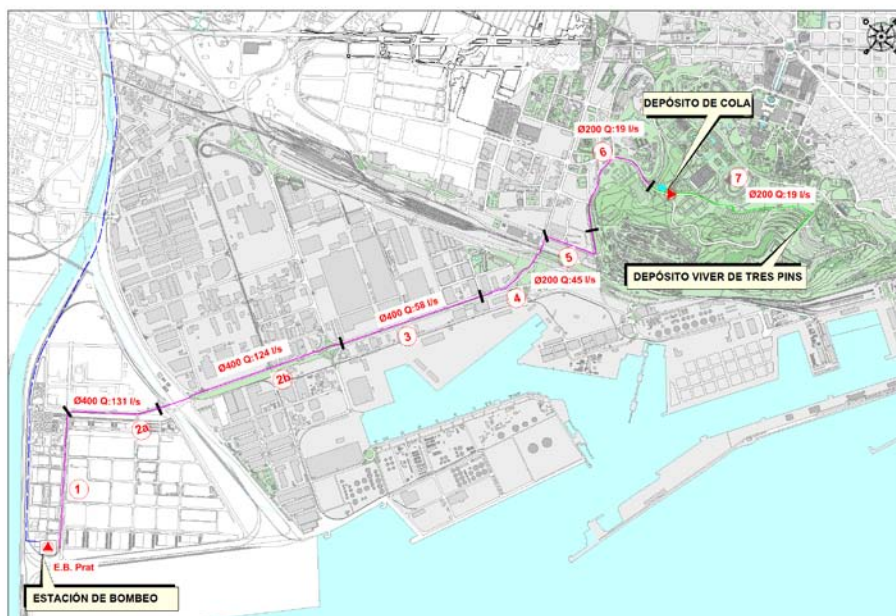 DEPÓSITO DE COLA
Ø200 Q:19 l/s
6
7
Ø200 Q:19 l/s
5
DEPÓSITO VIVER DE TRES PINS
Ø200 Q:45 l/s
4
Ø400 Q:58 l/s
3
Ø400 Q:124 l/s
2b
Ø400 Q:131 l/s
2a
1
E.B. Prat
ESTACIÓN DE BOMBEO